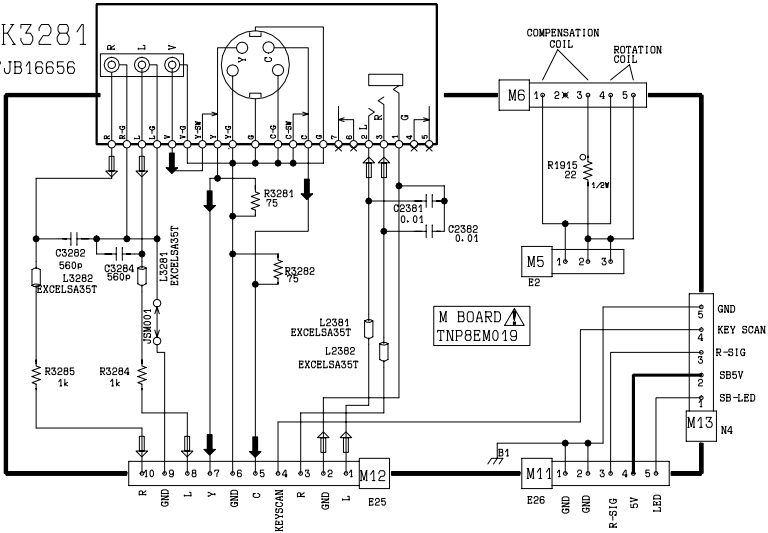 K3281
JB16656
R L V
Y C
R G
R R-G L L-G V V-G Y-SW Y Y-G G C-G C-SW C G 7 6 2 L 3 1 4 5
COMPENSATION
COIL
ROTATION
COIL
M6 1 2 3 4 5
R1915
22
1/2W
M5 1 2 3
E2
R3281
75
C2381
0.01
C2382
0.01
C3282
560p
C3284
560p
L3281
EXCELSA35T
L3282
EXCELSA35T
R3282
75
JSM001
L2381
EXCELSA35T
L2382
EXCELSA35T
M BOARD
TNP8EM019
R3285
1k
R3284
1k
5 GND
4 KEY SCAN
3 R-SIG
2 SB5V
1 SB-LED
M13
N4
B1
10 9 8 7 6 5 4 3 2 1 M12
E25
R GND L Y GND C KEYSCAN R GND L
M11 1 2 3 4 5
E26
GND GND R-SIG 5V LED